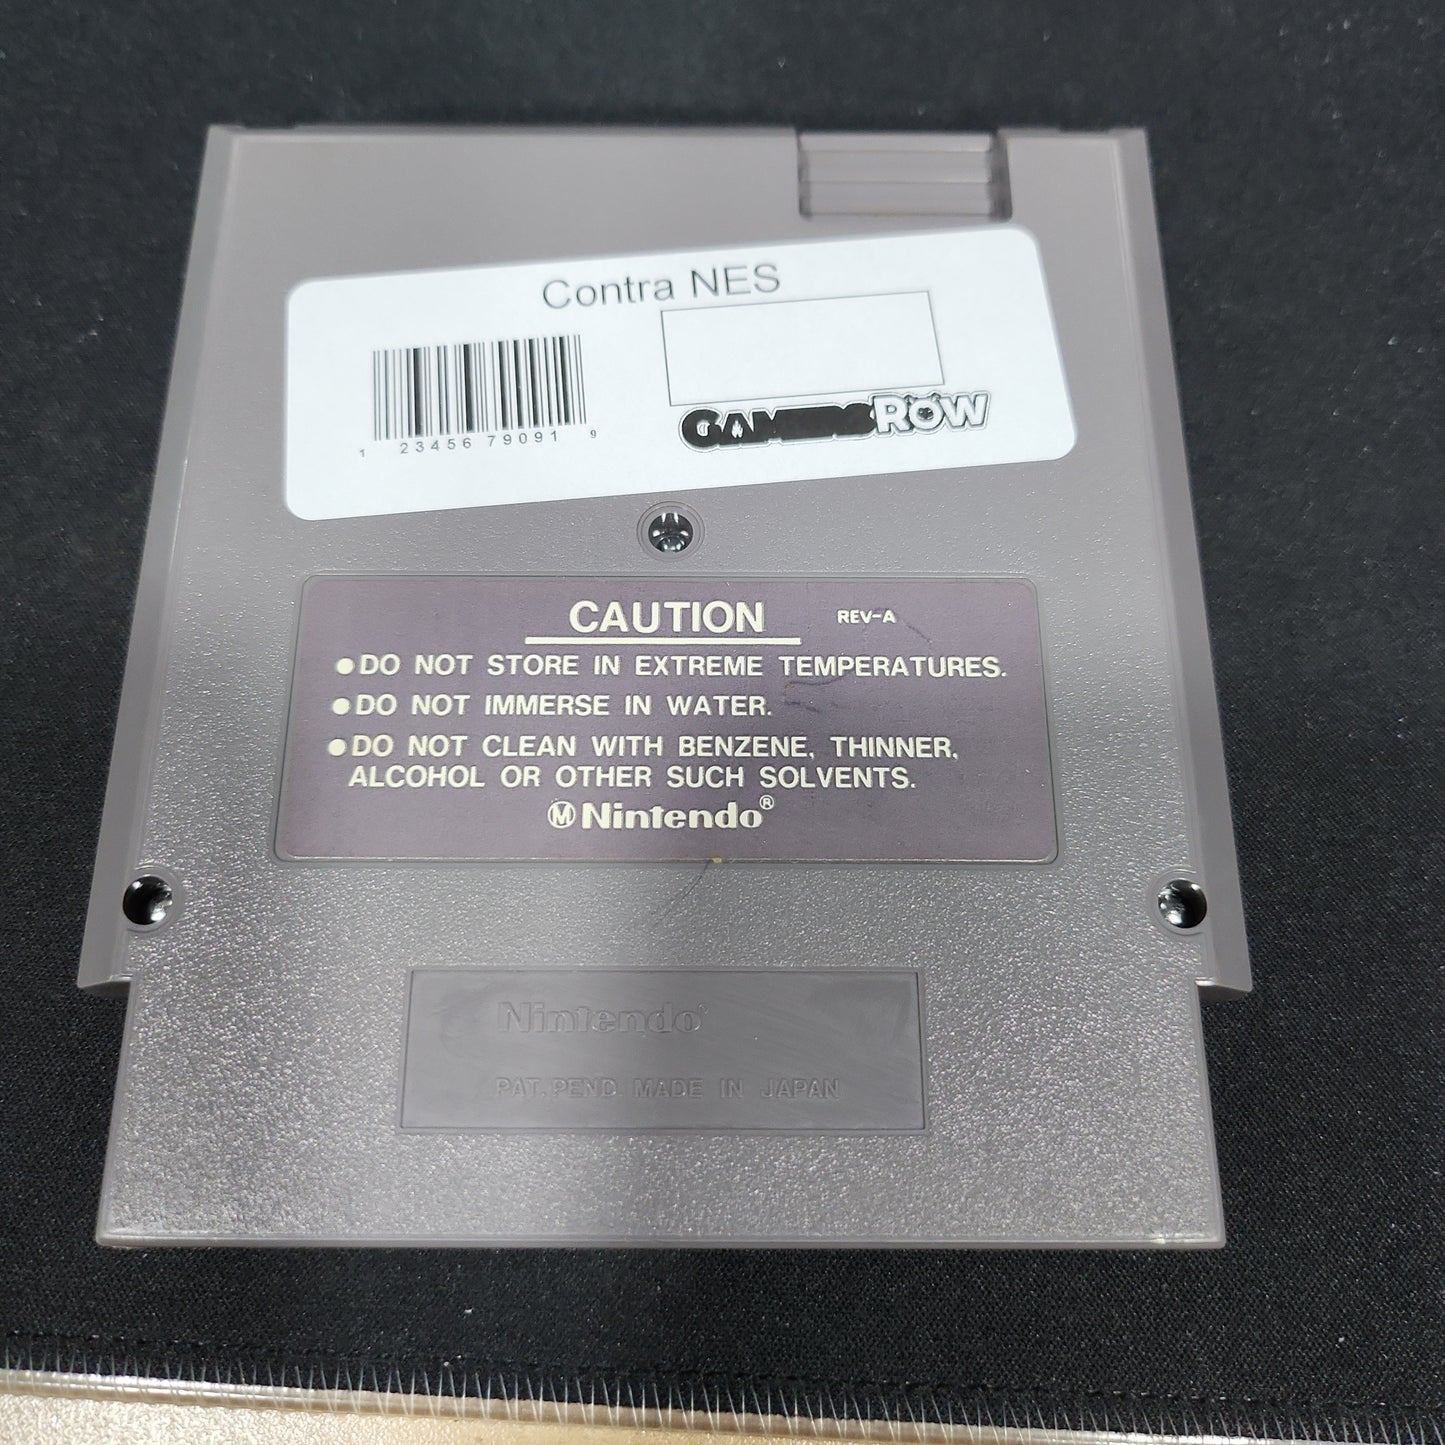 Contra NES
1 23456 79091 9
GAMINGROW
CAUTION REV-A
●DO NOT STORE IN EXTREME TEMPERATURES.
●DO NOT IMMERSE IN WATER.
●DO NOT CLEAN WITH BENZENE, THINNER,
ALCOHOL OR OTHER SUCH SOLVENTS.
Ⓜ Nintendo®
Nintendo®
PAT.PEND MADE IN JAPAN